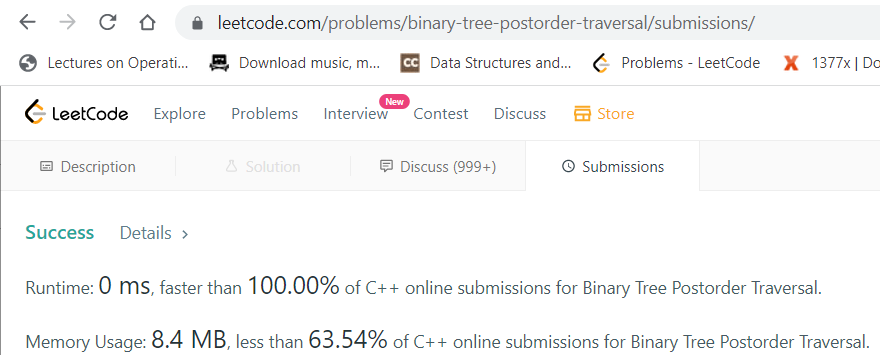 leetcode.com/problems/binary-tree-postorder-traversal/submissions/
Lectures on Operati... Download music, m... CC Data Structures and... Problems - LeetCode X 1377x | Do
LeetCode Explore Problems Interview New Contest Discuss Store
Description Solution Discuss (999+) Submissions
Success Details >
Runtime: 0 ms, faster than 100.00% of C++ online submissions for Binary Tree Postorder Traversal.
Memory Usage: 8.4 MB, less than 63.54% of C++ online submissions for Binary Tree Postorder Traversal.